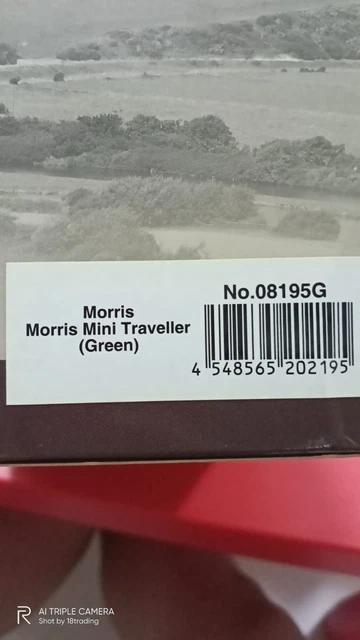 No.08195G
Morris
Morris Mini Traveller
(Green)
4 548565 202195
AI TRIPLE CAMERA
Shot by 18trading